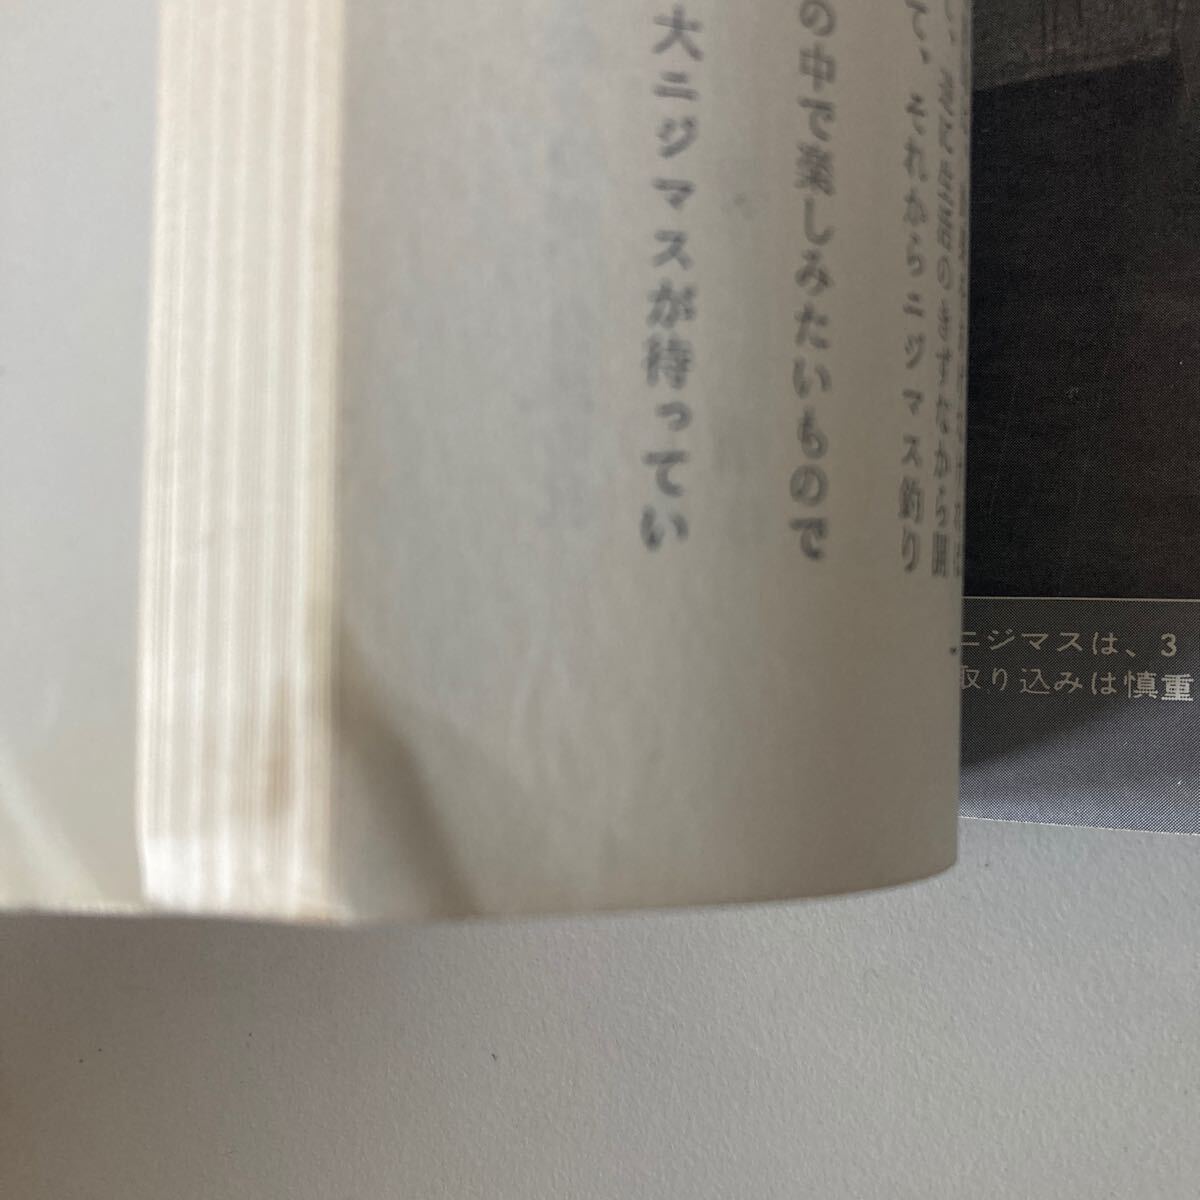 て、それからニジマス釣り
の中で楽しみたいもので
大ニジマスが待ってい
ニジマスは、3
取り込みは慎重